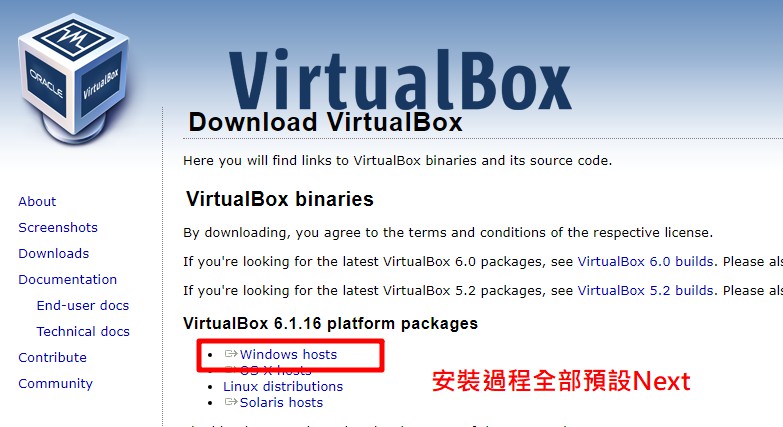 ORACLE
VirtualBox
VirtualBox
Download VirtualBox
Here you will find links to VirtualBox binaries and its source code.
About
Screenshots
Downloads
Documentation
End-user docs
Technical docs
Contribute
Community
VirtualBox binaries
By downloading, you agree to the terms and conditions of the respective license.
If you're looking for the latest VirtualBox 6.0 packages, see VirtualBox 6.0 builds. Please als
If you're looking for the latest VirtualBox 5.2 packages, see VirtualBox 5.2 builds. Please als
VirtualBox 6.1.16 platform packages
Windows hosts
OS X hosts
Linux distributions
Solaris hosts
安裝過程全部預設Next